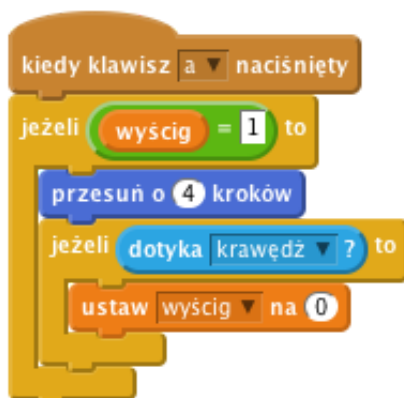 kiedy klawisz a naciśnięty
jeżeli wyścig = 1 to
przesuń o 4 kroków
jeżeli dotyka krawędź ? to
ustaw wyścig na 0